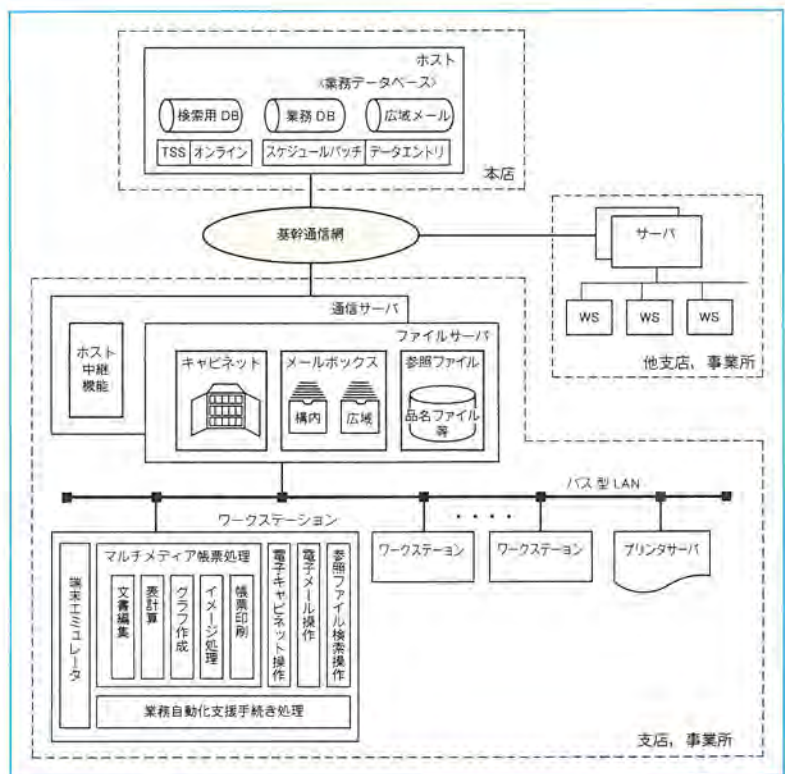 ホスト
〈業務データベース〉
検索用 DB
業務 DB
広域メール
TSS
オンライン
スケジュールバッチ
データエントリ
本店
基幹通信網
サーバ
WS
WS
WS
他支店，事業所
通信サーバ
ホスト
中継
機能
ファイルサーバ
キャビネット
メールボックス
構内
広域
参照ファイル
品名ファイル
等
バス型 LAN
ワークステーション
端末エミュレータ
マルチメディア帳票処理
文書編集
表計算
グラフ作成
イメージ処理
帳票印刷
電子キャビネット操作
電子メール操作
参照ファイル検索操作
業務自動化支援手続き処理
ワークステーション
・・・・
ワークステーション
プリンタサーバ
支店，事業所